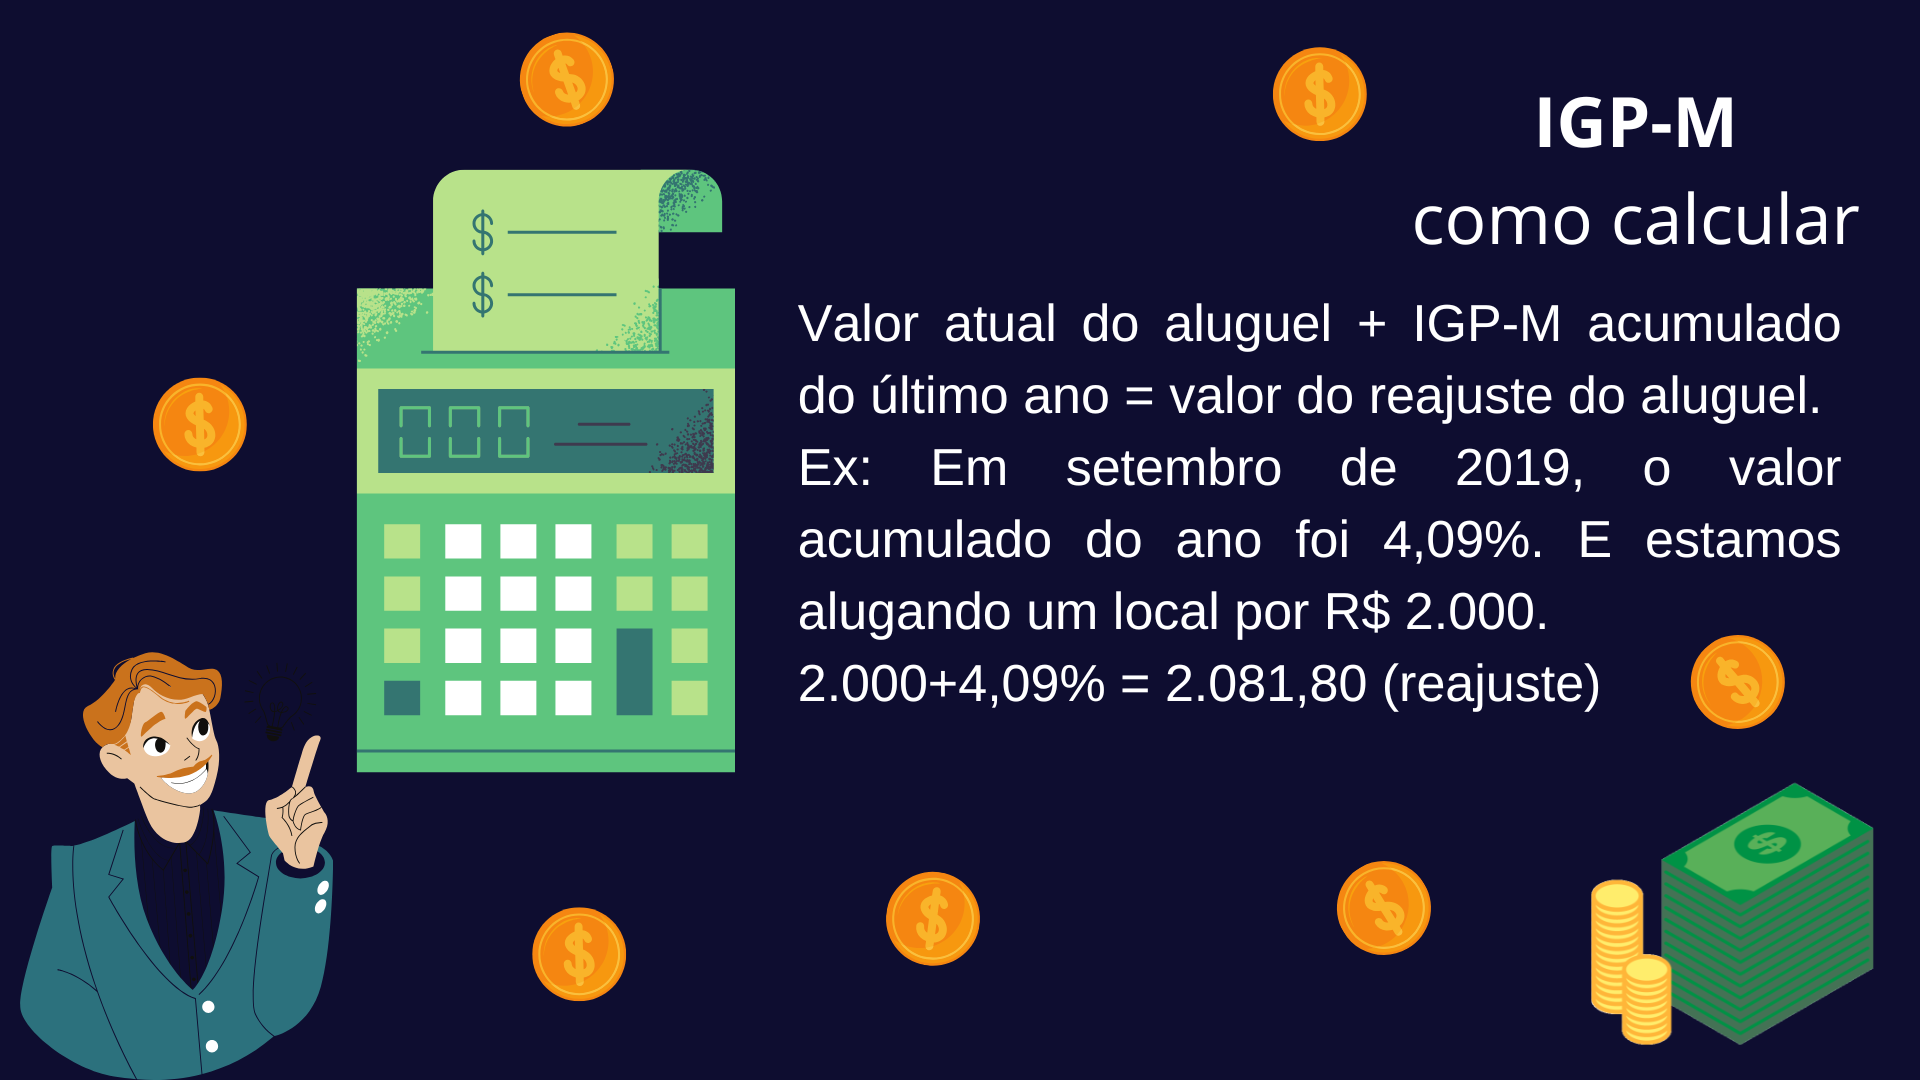 IGP-M
como calcular
$
$
Valor atual do aluguel + IGP-M acumulado
do último ano = valor do reajuste do aluguel.
Ex: Em setembro de 2019, o valor
acumulado do ano foi 4,09%. E estamos
alugando um local por R$ 2.000.
2.000+4,09% = 2.081,80 (reajuste)